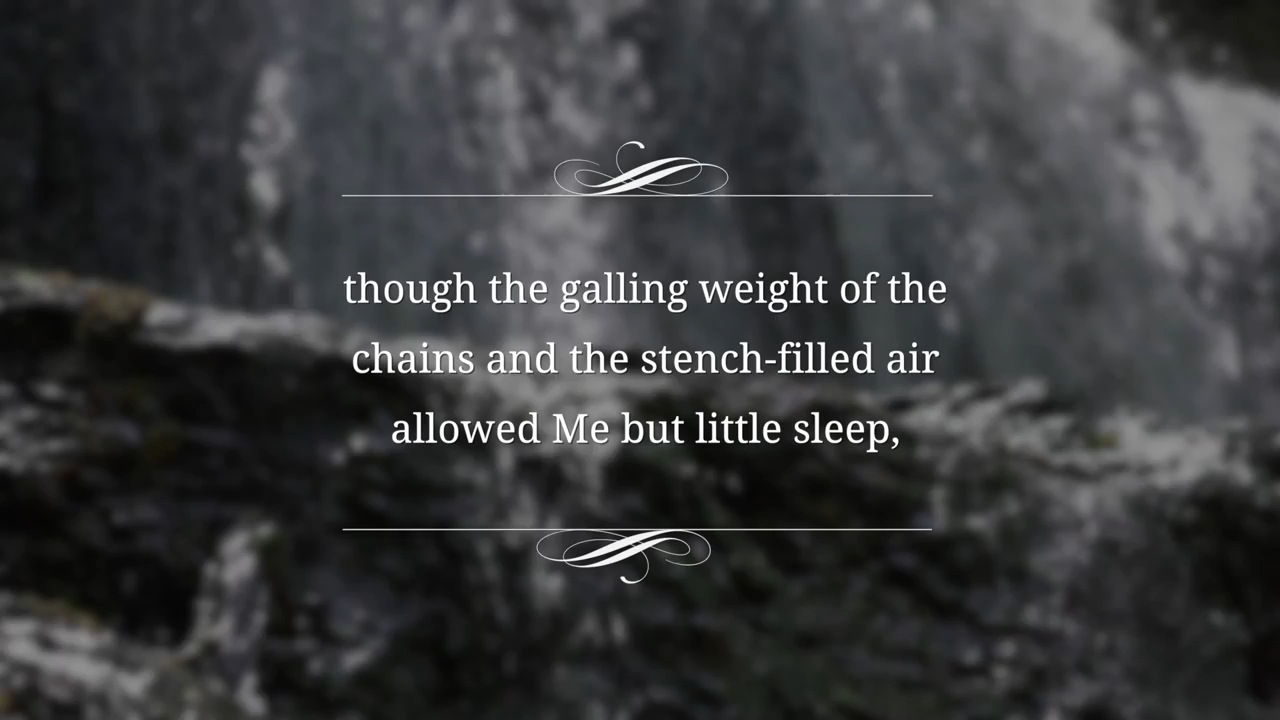 though the galling weight of the
chains and the stench-filled air
allowed Me but little sleep,